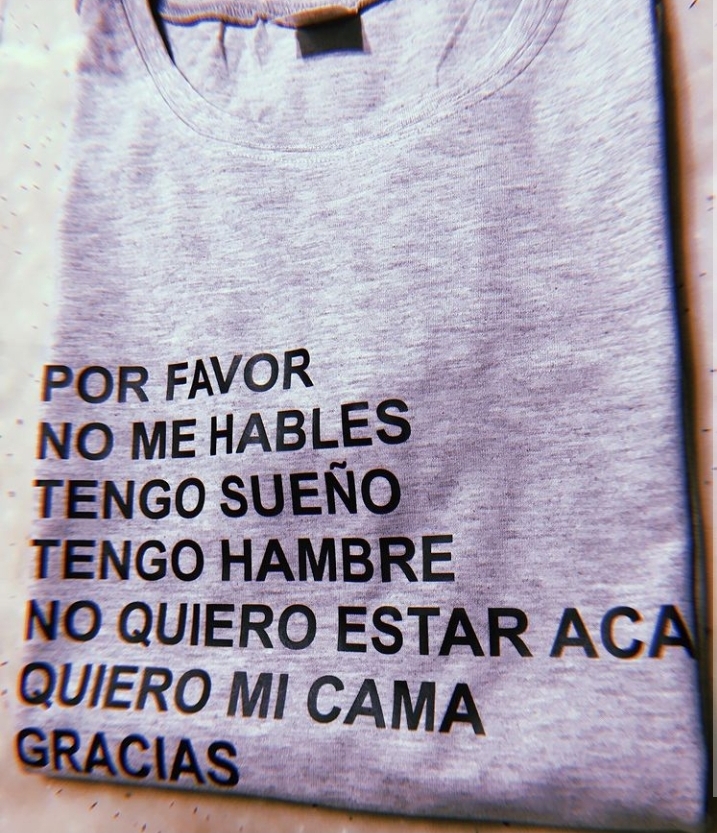 POR FAVOR
NO ME HABLES
TENGO SUEÑO
TENGO HAMBRE
NO QUIERO ESTAR ACA
QUIERO MI CAMA
GRACIAS